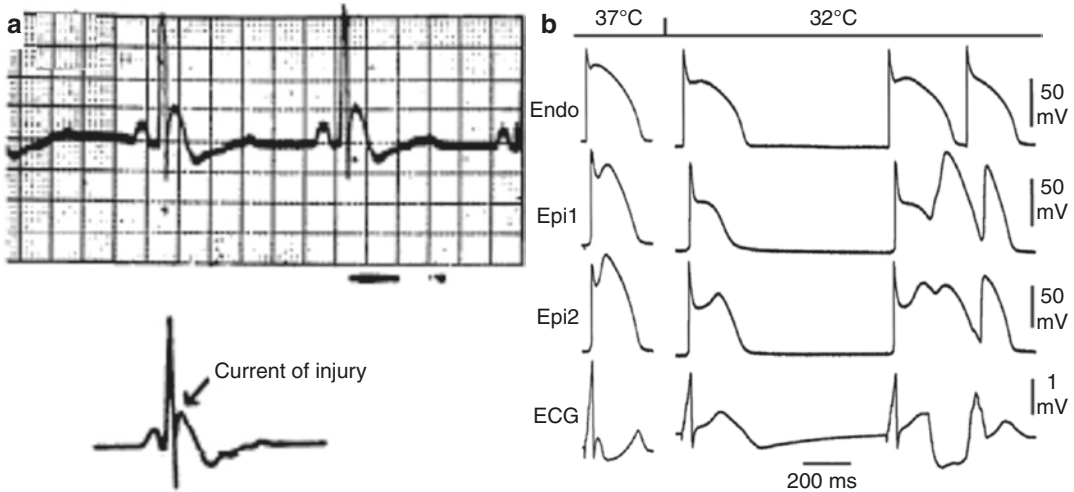 a
Current of injury
b
37°C
32°C
Endo
50
mV
Epi1
50
mV
Epi2
50
mV
ECG
1
mV
200 ms